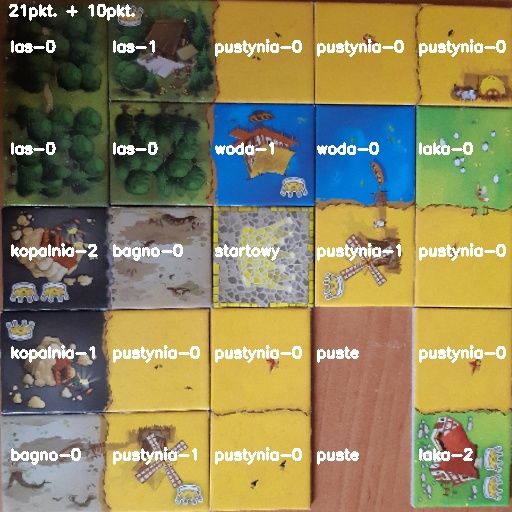 21pkt. + 10pkt.
las-0 las-1 pustynia-0 pustynia-0 pustynia-0
las-0 las-0 woda-1 woda-0 laka-0
kopalnia-2 bagno-0 startowy pustynia-1 pustynia-0
kopalnia-1 pustynia-0 pustynia-0 puste pustynia-0
bagno-0 pustynia-1 pustynia-0 puste laka-2